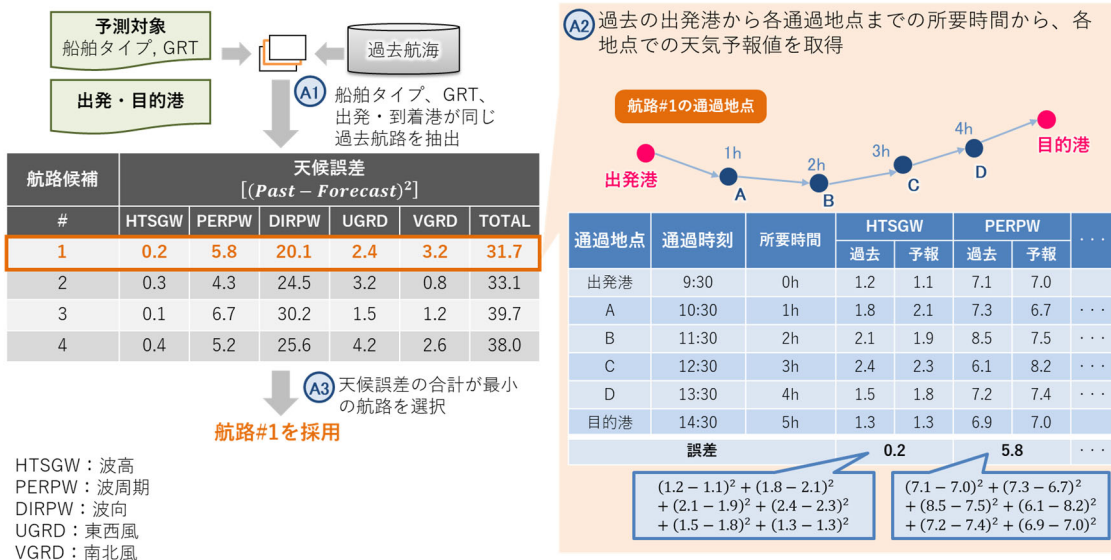 予測対象
船舶タイプ, GRT
出発・目的港
過去航海
A1
船舶タイプ、GRT、
出発・到着港が同じ
過去航路を抽出
航路候補 天候誤差
[(Past − Forecast)²]
# HTSGW PERPW DIRPW UGRD VGRD TOTAL
1 0.2 5.8 20.1 2.4 3.2 31.7
2 0.3 4.3 24.5 3.2 0.8 33.1
3 0.1 6.7 30.2 1.5 1.2 39.7
4 0.4 5.2 25.6 4.2 2.6 38.0
A3
天候誤差の合計が最小
の航路を選択
航路#1を採用
HTSGW：波高
PERPW：波周期
DIRPW：波向
UGRD：東西風
VGRD：南北風
A2
過去の出発港から各通過地点までの所要時間から、各
地点での天気予報値を取得
航路#1の通過地点
出発港
1h
A
2h
B
3h
C
4h
D
目的港
通過地点 通過時刻 所要時間 HTSGW PERPW ···
過去 予報 過去 予報
出発港 9:30 0h 1.2 1.1 7.1 7.0
A 10:30 1h 1.8 2.1 7.3 6.7 ···
B 11:30 2h 2.1 1.9 8.5 7.5 ···
C 12:30 3h 2.4 2.3 6.1 8.2 ···
D 13:30 4h 1.5 1.8 7.2 7.4 ···
目的港 14:30 5h 1.3 1.3 6.9 7.0 ···
誤差 0.2 5.8 ···
(1.2 − 1.1)² + (1.8 − 2.1)²
+ (2.1 − 1.9)² + (2.4 − 2.3)²
+ (1.5 − 1.8)² + (1.3 − 1.3)²
(7.1 − 7.0)² + (7.3 − 6.7)²
+ (8.5 − 7.5)² + (6.1 − 8.2)²
+ (7.2 − 7.4)² + (6.9 − 7.0)²